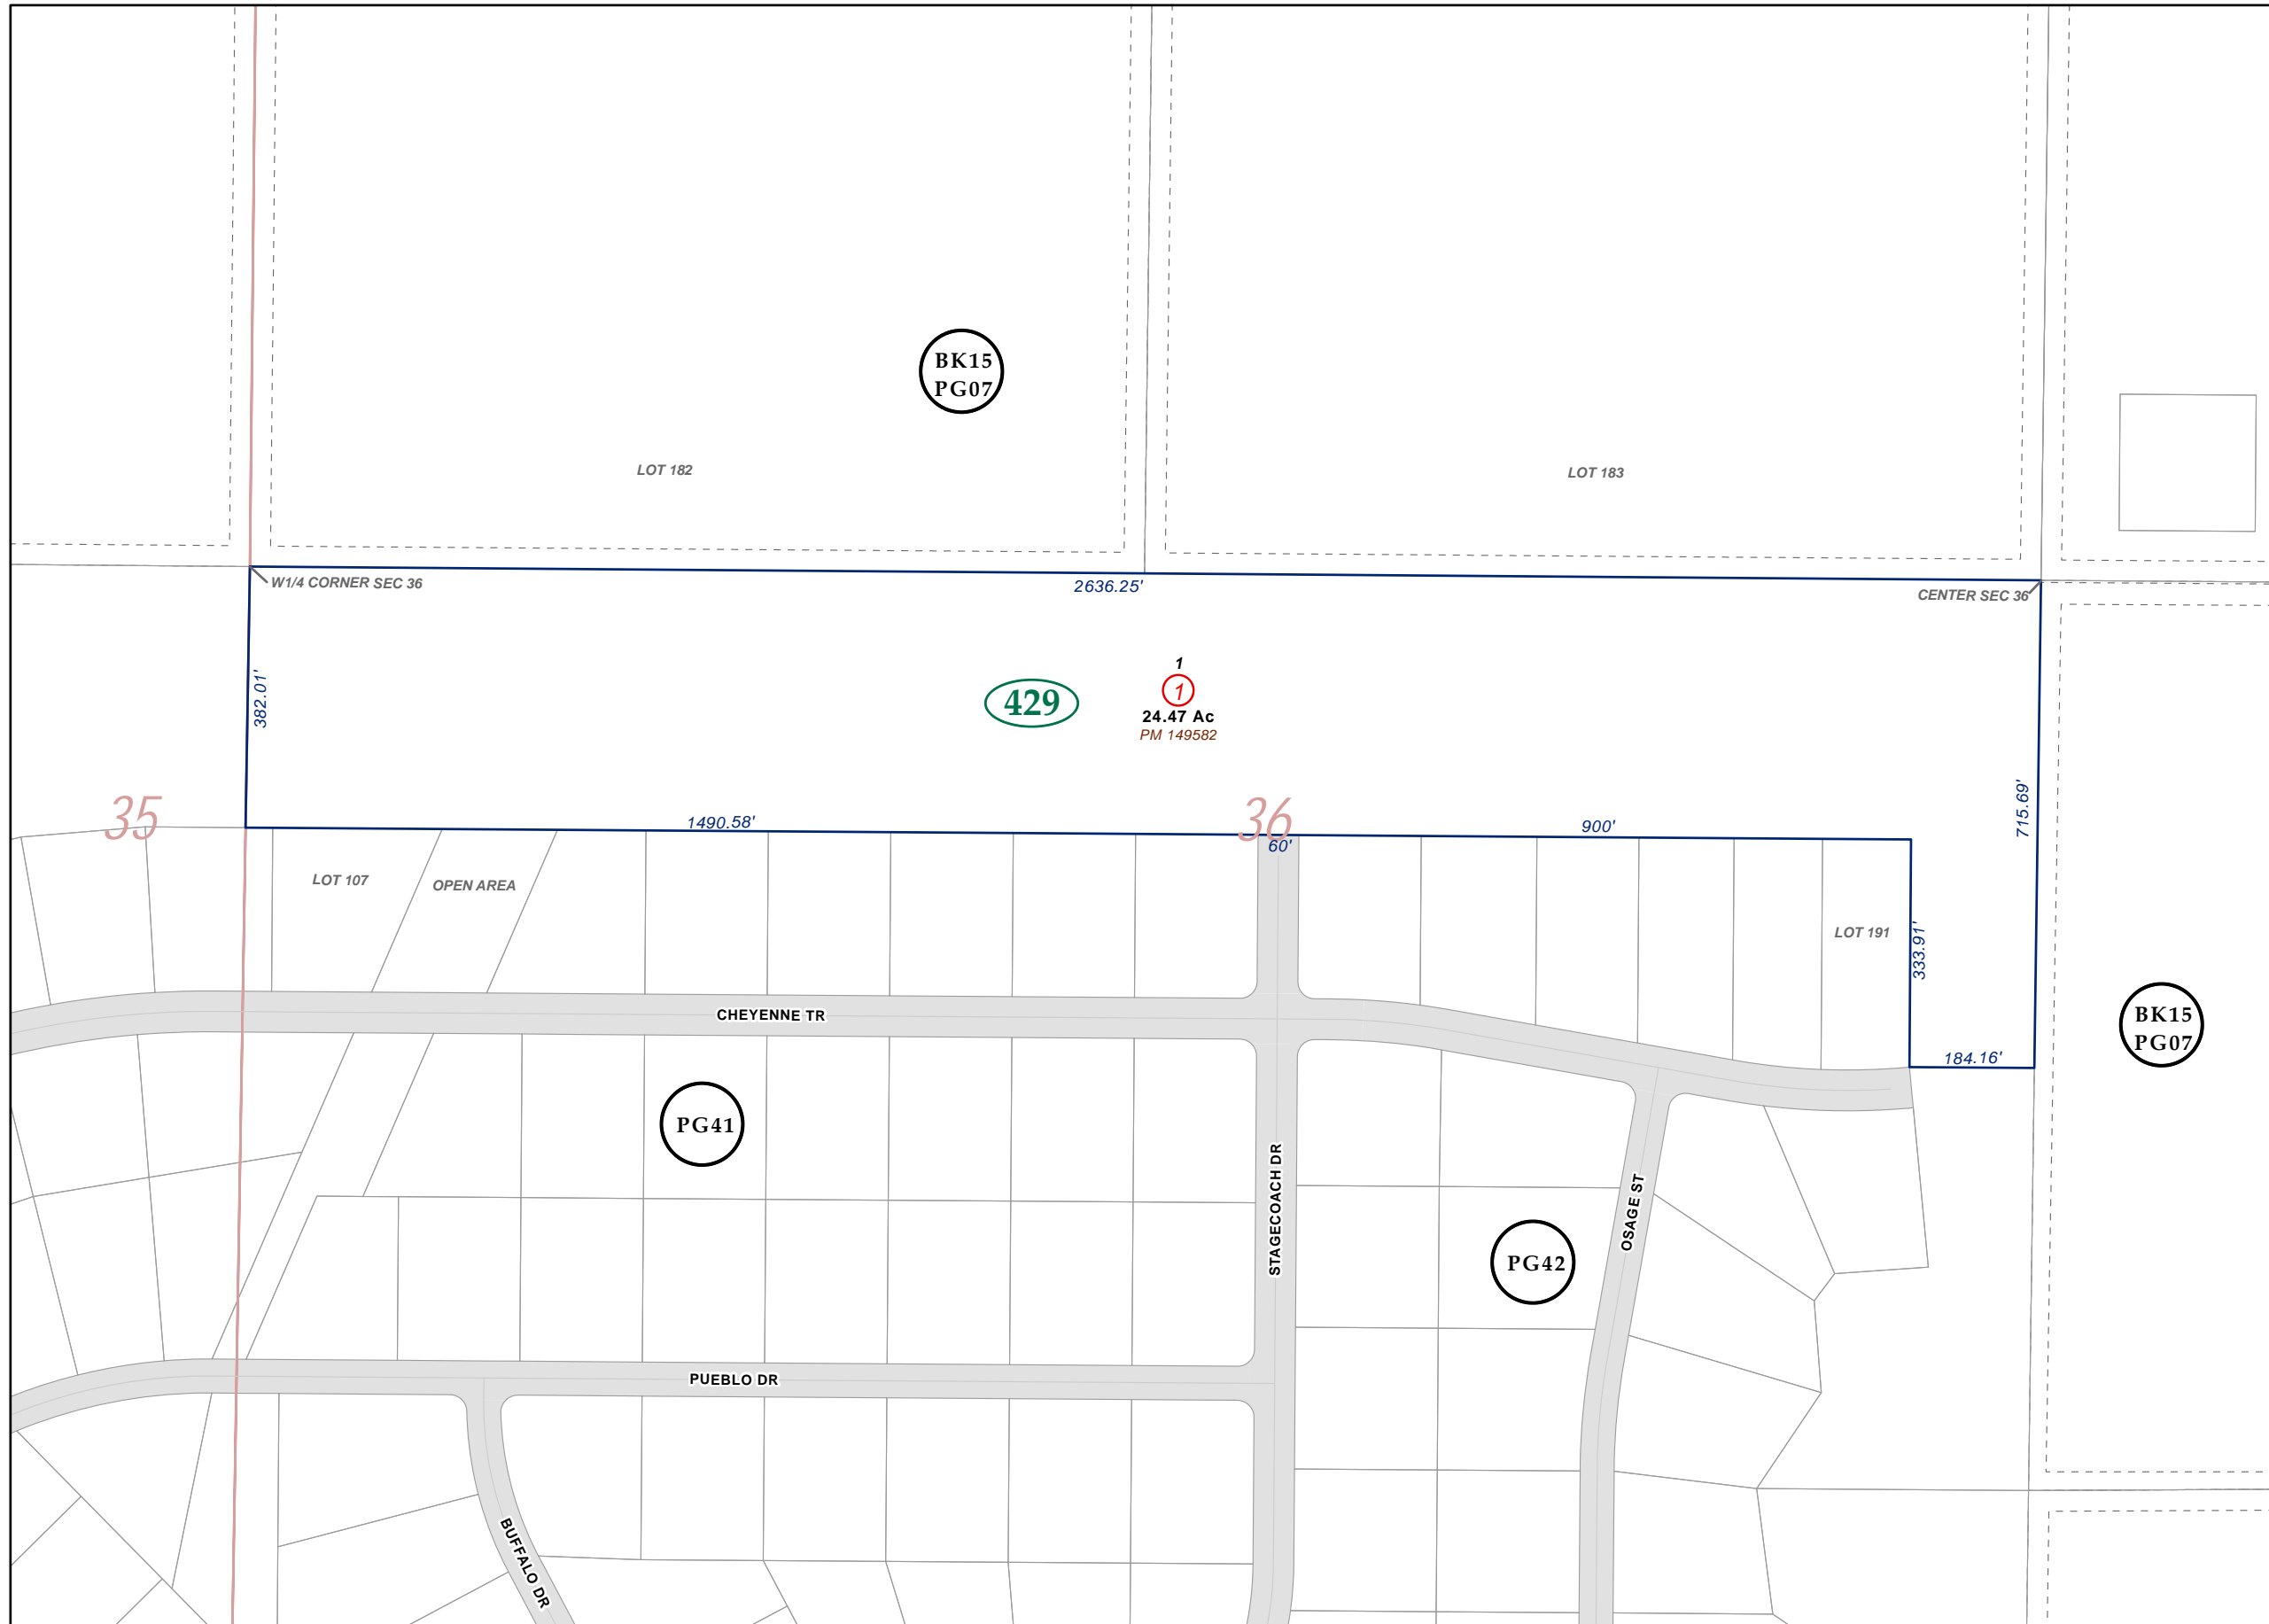 BK15
PG07
LOT 182
LOT 183
W1/4 CORNER SEC 36
2636.25'
CENTER SEC 36
382.01'
429
1
1
24.47 Ac
PM 149582
715.69'
35
1490.58'
36
60'
900'
LOT 107
OPEN AREA
LOT 191
333.91'
CHEYENNE TR
BK15
PG07
184.16'
PG41
STAGECOACH DR
OSAGE ST
PG42
PUEBLO DR
BUFFALO DR